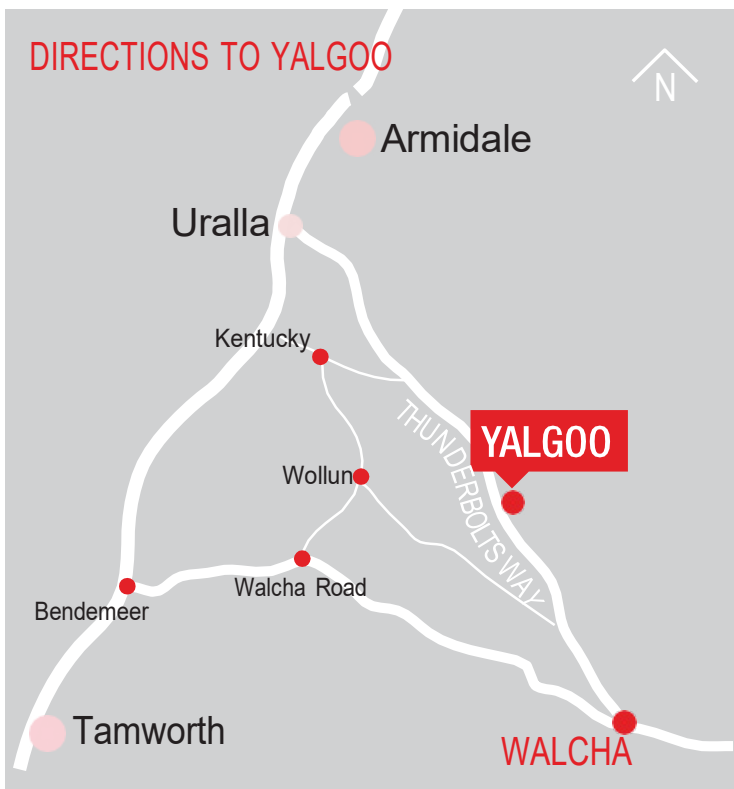 DIRECTIONS TO YALGOO
N
Armidale
Uralla
Kentucky
THUNDERBOLTS WAY
YALGOO
Wollun
Walcha Road
Bendemeer
Tamworth
WALCHA